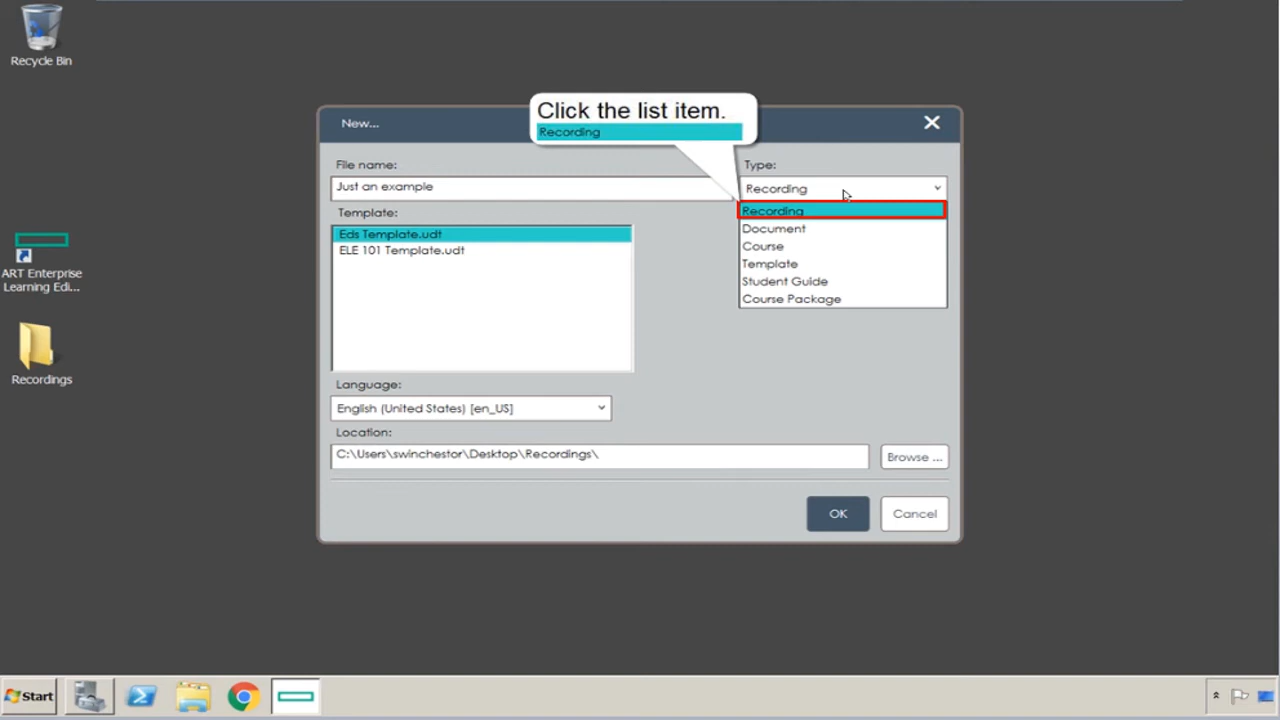 Recycle Bin
ART Enterprise
Learning Edi...
Recordings
Click the list item.
Recording
New...
File name:
Just an example
Type:
Recording
Recording
Document
Course
Template
Student Guide
Course Package
Template:
Eds Template.udt
ELE 101 Template.udt
Language:
English (United States) [en_US]
Location:
C:\Users\swinchestor\Desktop\Recordings\
Browse ...
OK
Cancel
Start